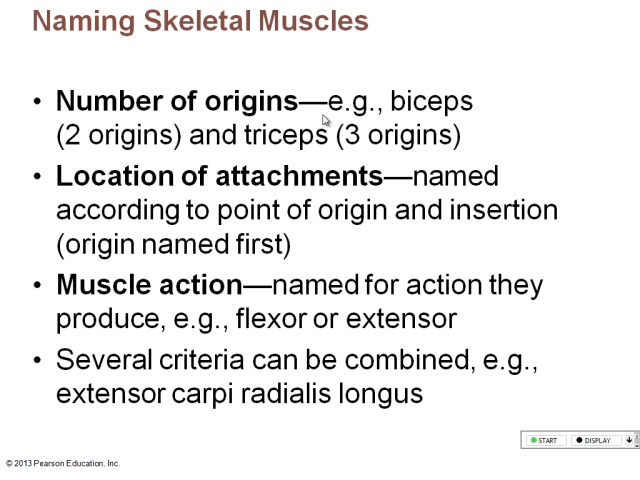 Naming Skeletal Muscles
• Number of origins—e.g., biceps
(2 origins) and triceps (3 origins)
• Location of attachments—named
according to point of origin and insertion
(origin named first)
• Muscle action—named for action they
produce, e.g., flexor or extensor
• Several criteria can be combined, e.g.,
extensor carpi radialis longus
START DISPLAY
© 2013 Pearson Education, Inc.